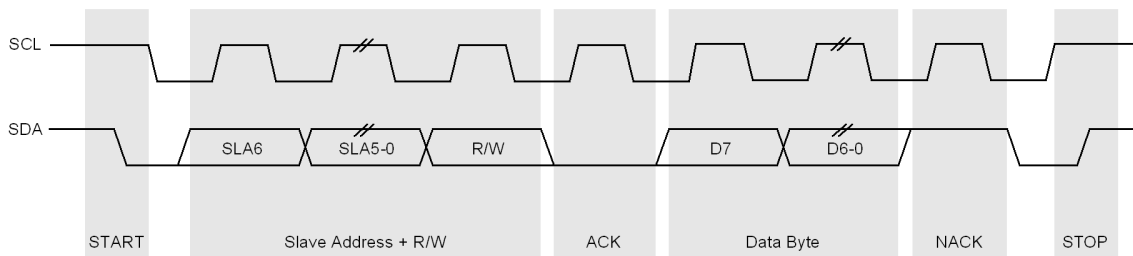 SCL
SDA
SLA6 SLA5-0 R/W D7 D6-0
START Slave Address + R/W ACK Data Byte NACK STOP